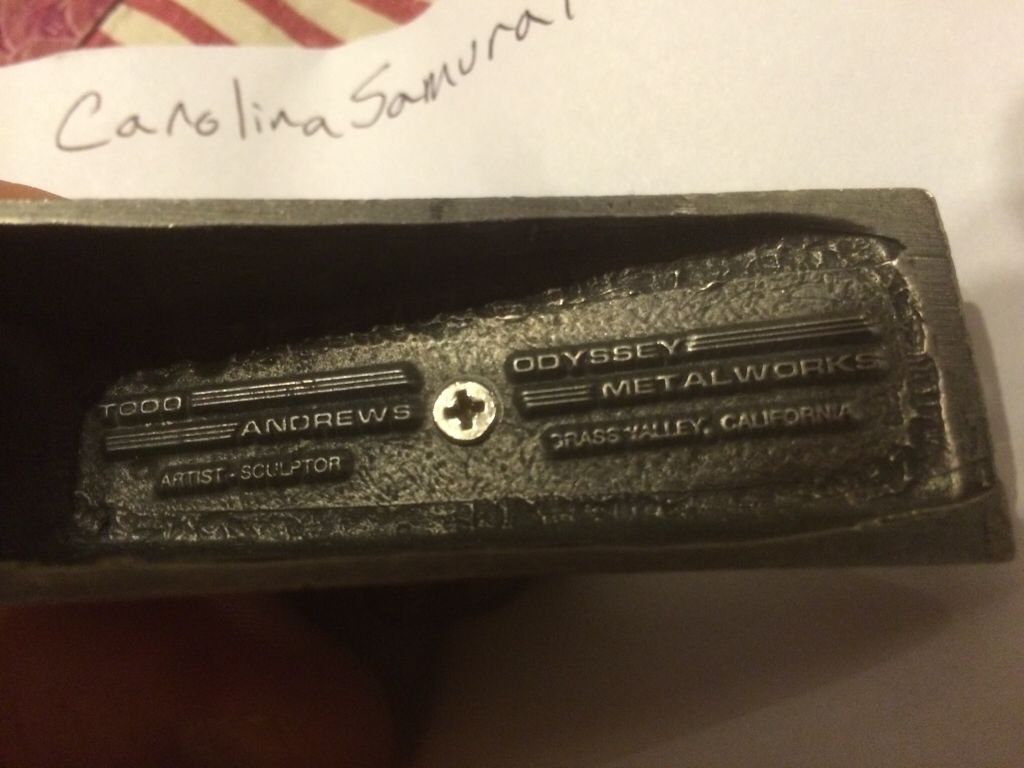 Carolina Samurai
TODD
ANDREWS
ARTIST - SCULPTOR
ODYSSEY
METALWORKS
GRASS VALLEY, CALIFORNIA